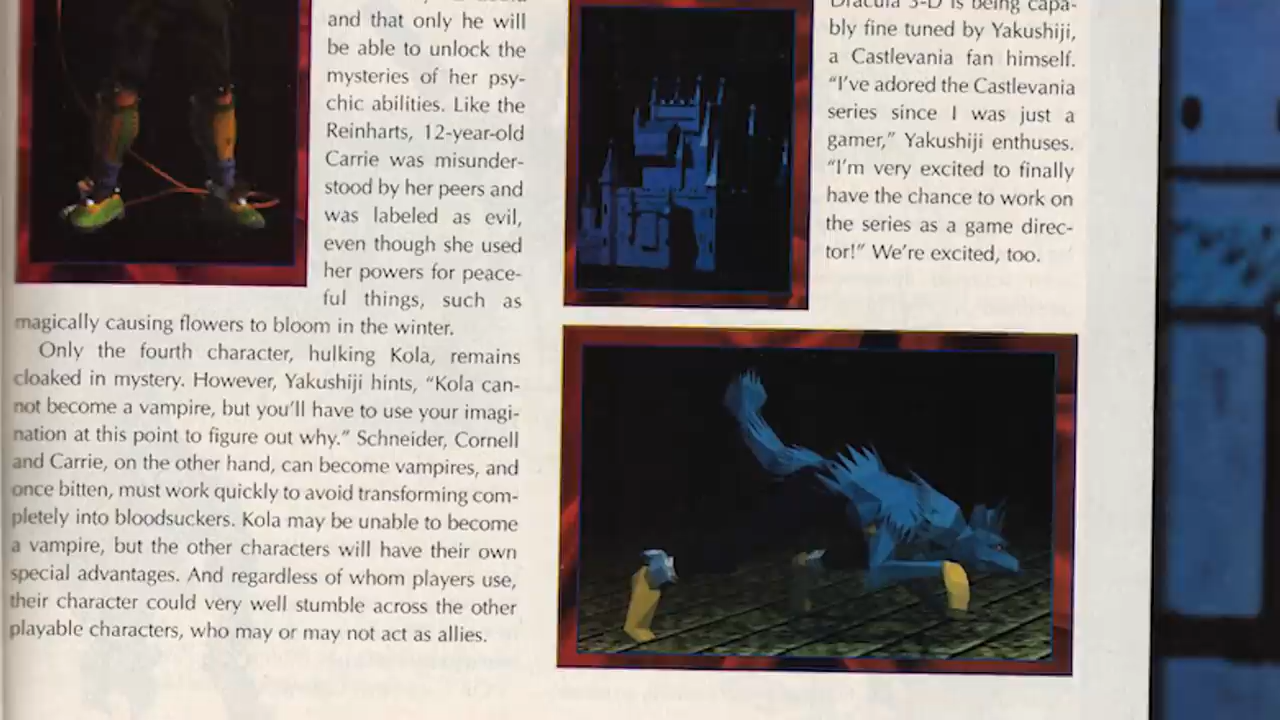 and that only he will
be able to unlock the
mysteries of her psy-
chic abilities. Like the
Reinharts, 12-year-old
Carrie was misunder-
stood by her peers and
was labeled as evil,
even though she used
her powers for peace-
ful things, such as
magically causing flowers to bloom in the winter.
Only the fourth character, hulking Kola, remains
cloaked in mystery. However, Yakushiji hints, “Kola can-
not become a vampire, but you’ll have to use your imagi-
nation at this point to figure out why.” Schneider, Cornell
and Carrie, on the other hand, can become vampires, and
once bitten, must work quickly to avoid transforming com-
pletely into bloodsuckers. Kola may be unable to become
a vampire, but the other characters will have their own
special advantages. And regardless of whom players use,
their character could very well stumble across the other
playable characters, who may or may not act as allies.
Dracula 3-D is being capa-
bly fine tuned by Yakushiji,
a Castlevania fan himself.
“I’ve adored the Castlevania
series since I was just a
gamer,” Yakushiji enthuses.
“I’m very excited to finally
have the chance to work on
the series as a game direc-
tor!” We’re excited, too.